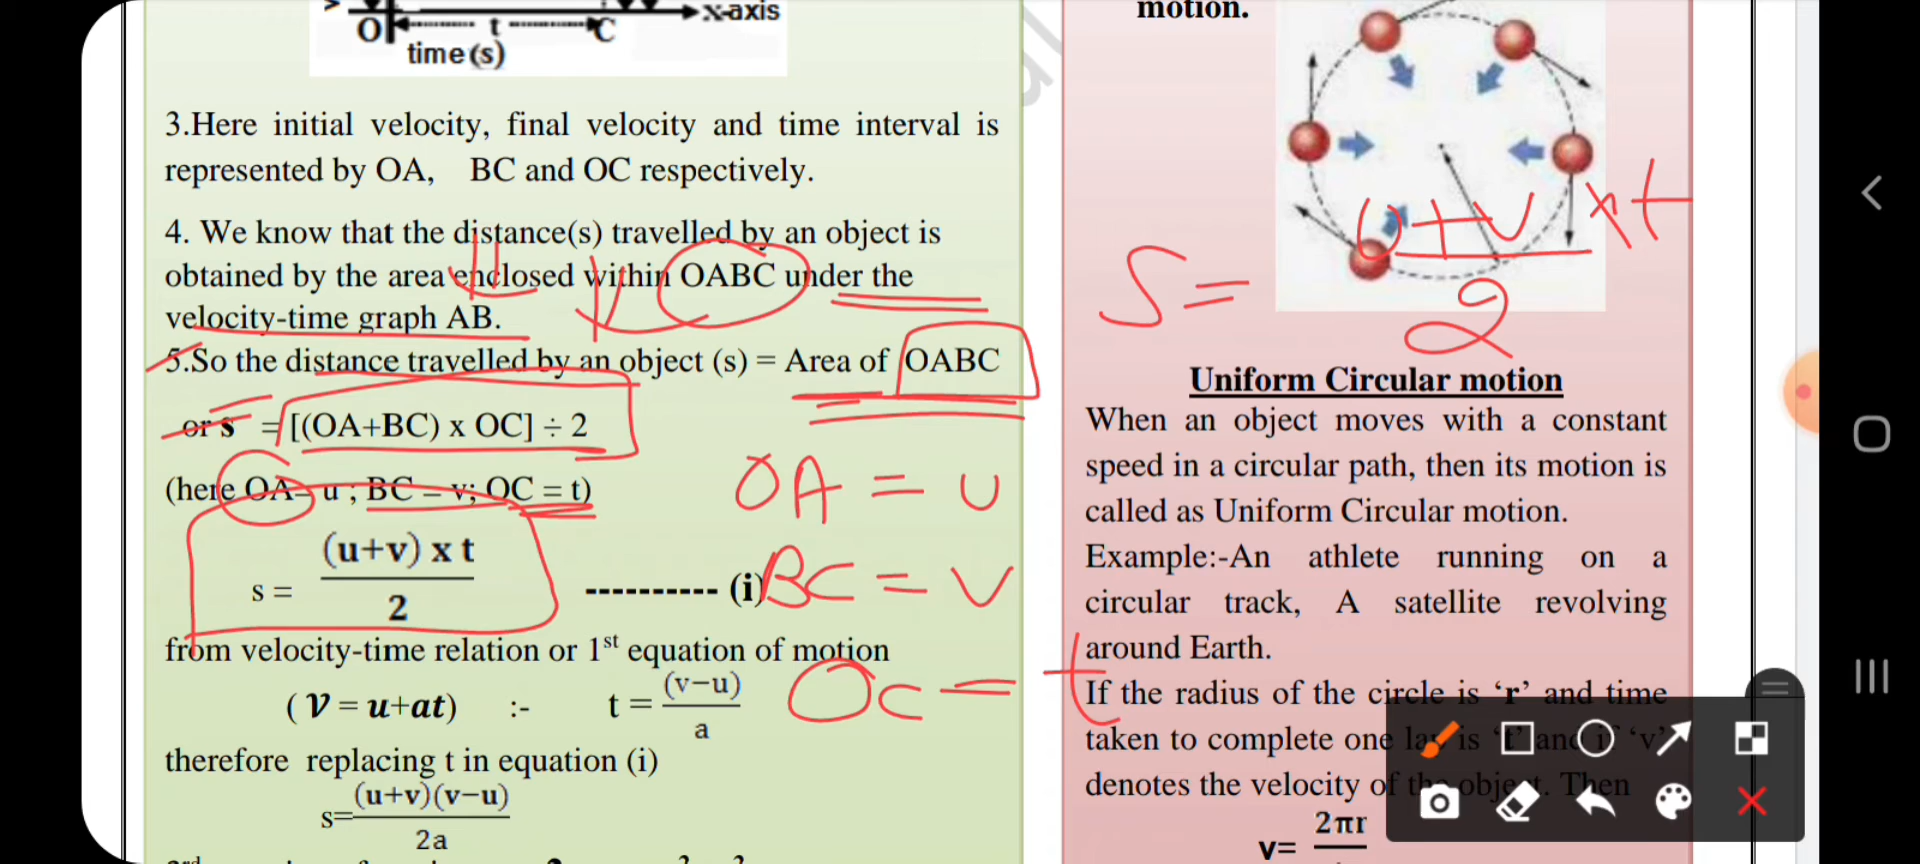 x-axis
O t C
time (s)
3.Here initial velocity, final velocity and time interval is
represented by OA, BC and OC respectively.
4. We know that the distance(s) travelled by an object is
obtained by the area enclosed within OABC under the
velocity-time graph AB.
5.So the distance travelled by an object (s) = Area of OABC
or s = [(OA+BC) x OC] ÷ 2
(here OA= u ; BC = v; OC = t)
OA = u
s = (u+v) x t
2
---------- (i)
BC = v
from velocity-time relation or 1st equation of motion
( V = u+at) :- t = (v−u)
a
OC = t
therefore replacing t in equation (i)
s= (u+v)(v−u)
2a
motion.
S = u+v x t
2
Uniform Circular motion
When an object moves with a constant
speed in a circular path, then its motion is
called as Uniform Circular motion.
Example:-An athlete running on a
circular track, A satellite revolving
around Earth.
If the radius of the circle is ‘r’ and time
taken to complete one lap is ‘t’ and if ‘v’
denotes the velocity of the object. Then
v= 2πr